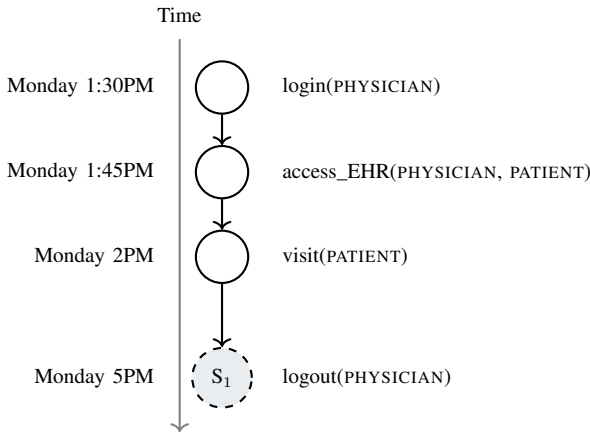 Time
Monday 1:30PM login(PHYSICIAN)
Monday 1:45PM access_EHR(PHYSICIAN, PATIENT)
Monday 2PM visit(PATIENT)
Monday 5PM S₁ logout(PHYSICIAN)